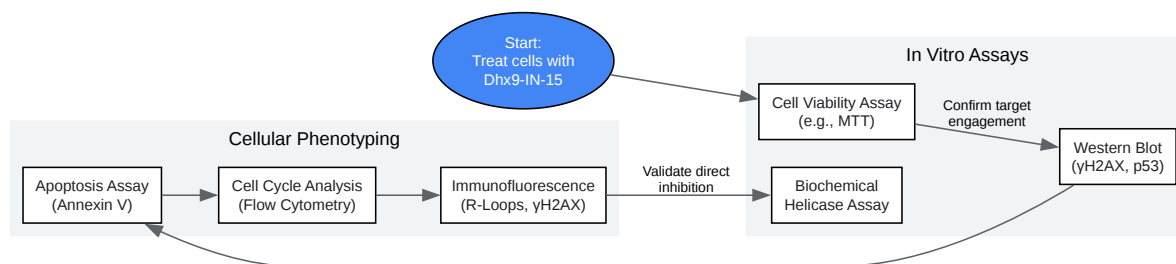 Start:
Treat cells with
Dhx9-IN-15
In Vitro Assays
Cell Viability Assay
(e.g., MTT)
Confirm target
engagement
Western Blot
(γH2AX, p53)
Cellular Phenotyping
Apoptosis Assay
(Annexin V)
Cell Cycle Analysis
(Flow Cytometry)
Immunofluorescence
(R-Loops, γH2AX)
Validate direct
inhibition
Biochemical
Helicase Assay